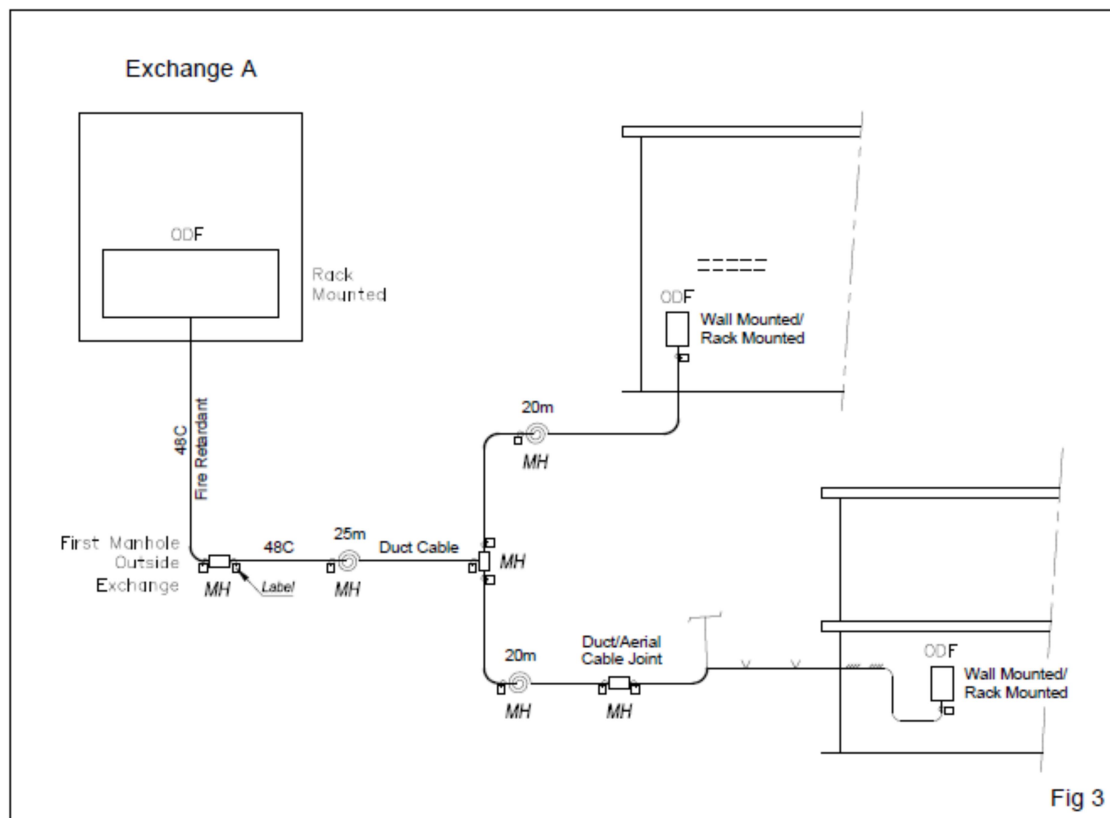 Exchange A
ODF
Rack
Mounted
48C
Fire Retardant
ODF
Wall Mounted/
Rack Mounted
20m
MH
First Manhole
Outside
Exchange
MH
Label
48C
25m
MH
Duct Cable
MH
20m
MH
Duct/Aerial
Cable Joint
MH
ODF
Wall Mounted/
Rack Mounted
Fig 3